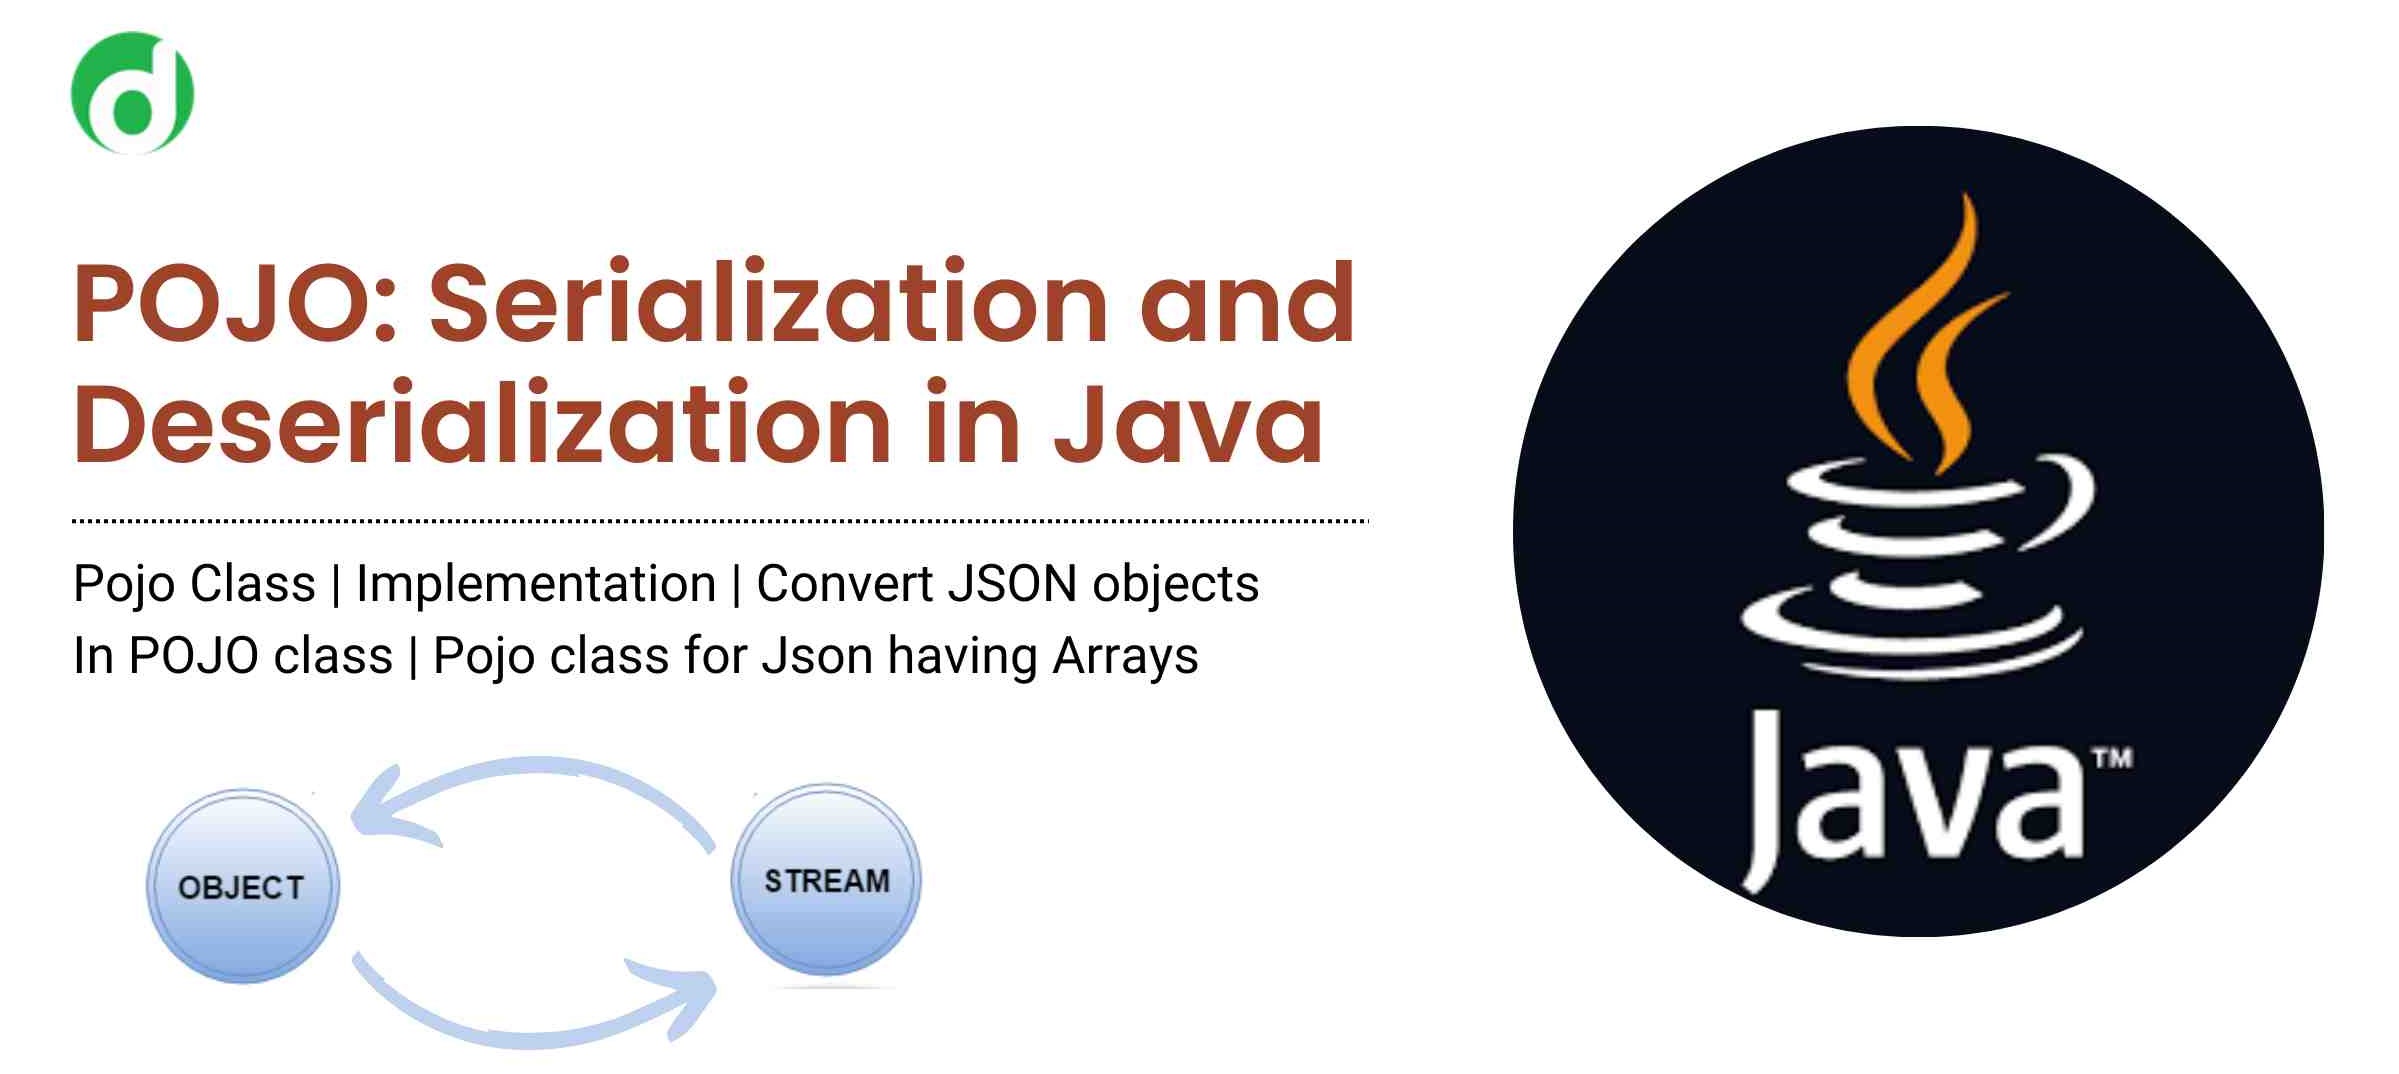 POJO: Serialization and
Deserialization in Java
Pojo Class | Implementation | Convert JSON objects
In POJO class | Pojo class for Json having Arrays
OBJECT
STREAM
Java™